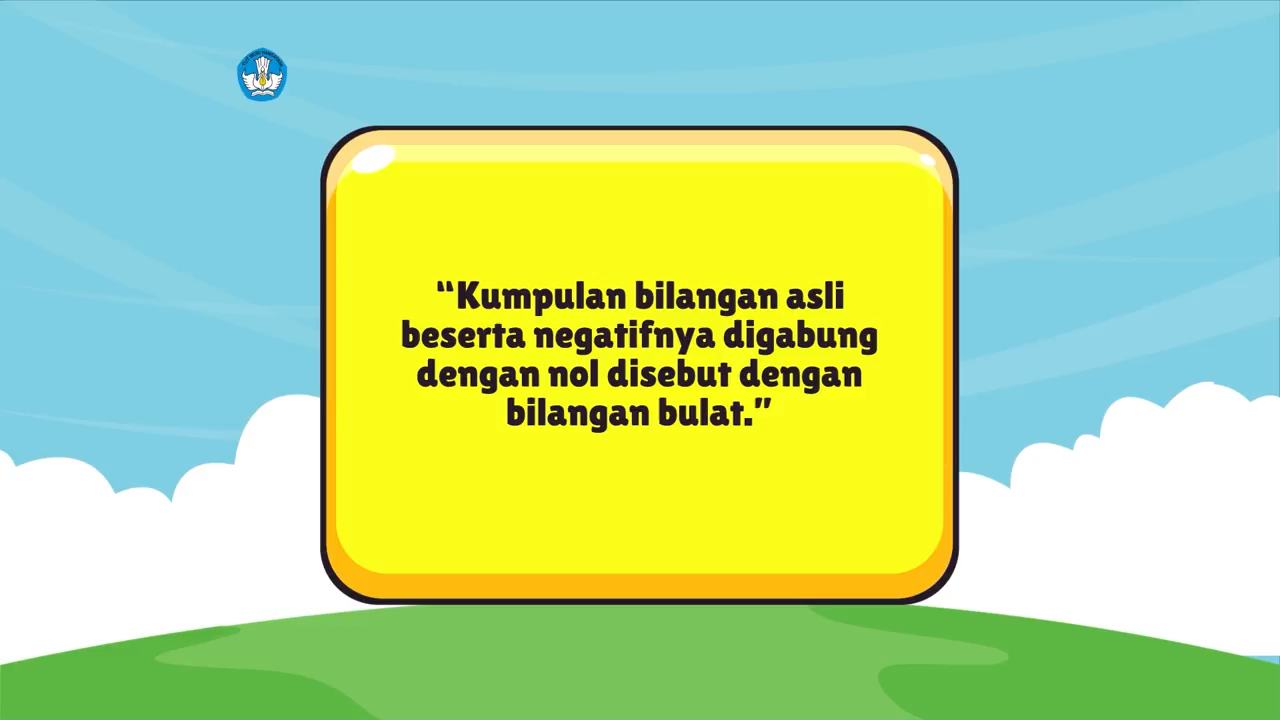 “Kumpulan bilangan asli
beserta negatifnya digabung
dengan nol disebut dengan
bilangan bulat.”